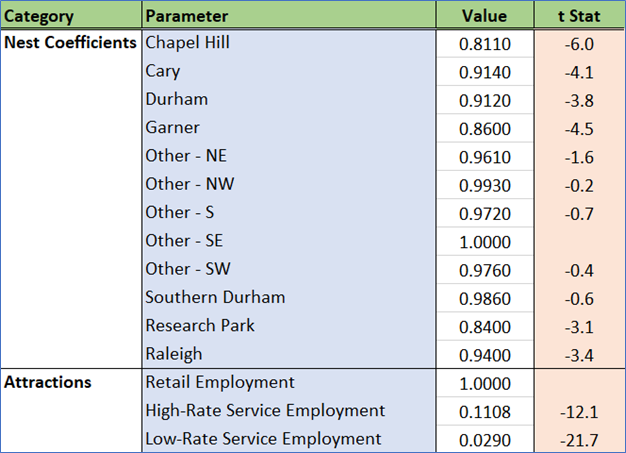 Category Parameter Value t Stat
Nest Coefficients Chapel Hill 0.8110 -6.0
Cary 0.9140 -4.1
Durham 0.9120 -3.8
Garner 0.8600 -4.5
Other - NE 0.9610 -1.6
Other - NW 0.9930 -0.2
Other - S 0.9720 -0.7
Other - SE 1.0000
Other - SW 0.9760 -0.4
Southern Durham 0.9860 -0.6
Research Park 0.8400 -3.1
Raleigh 0.9400 -3.4
Attractions Retail Employment 1.0000
High-Rate Service Employment 0.1108 -12.1
Low-Rate Service Employment 0.0290 -21.7